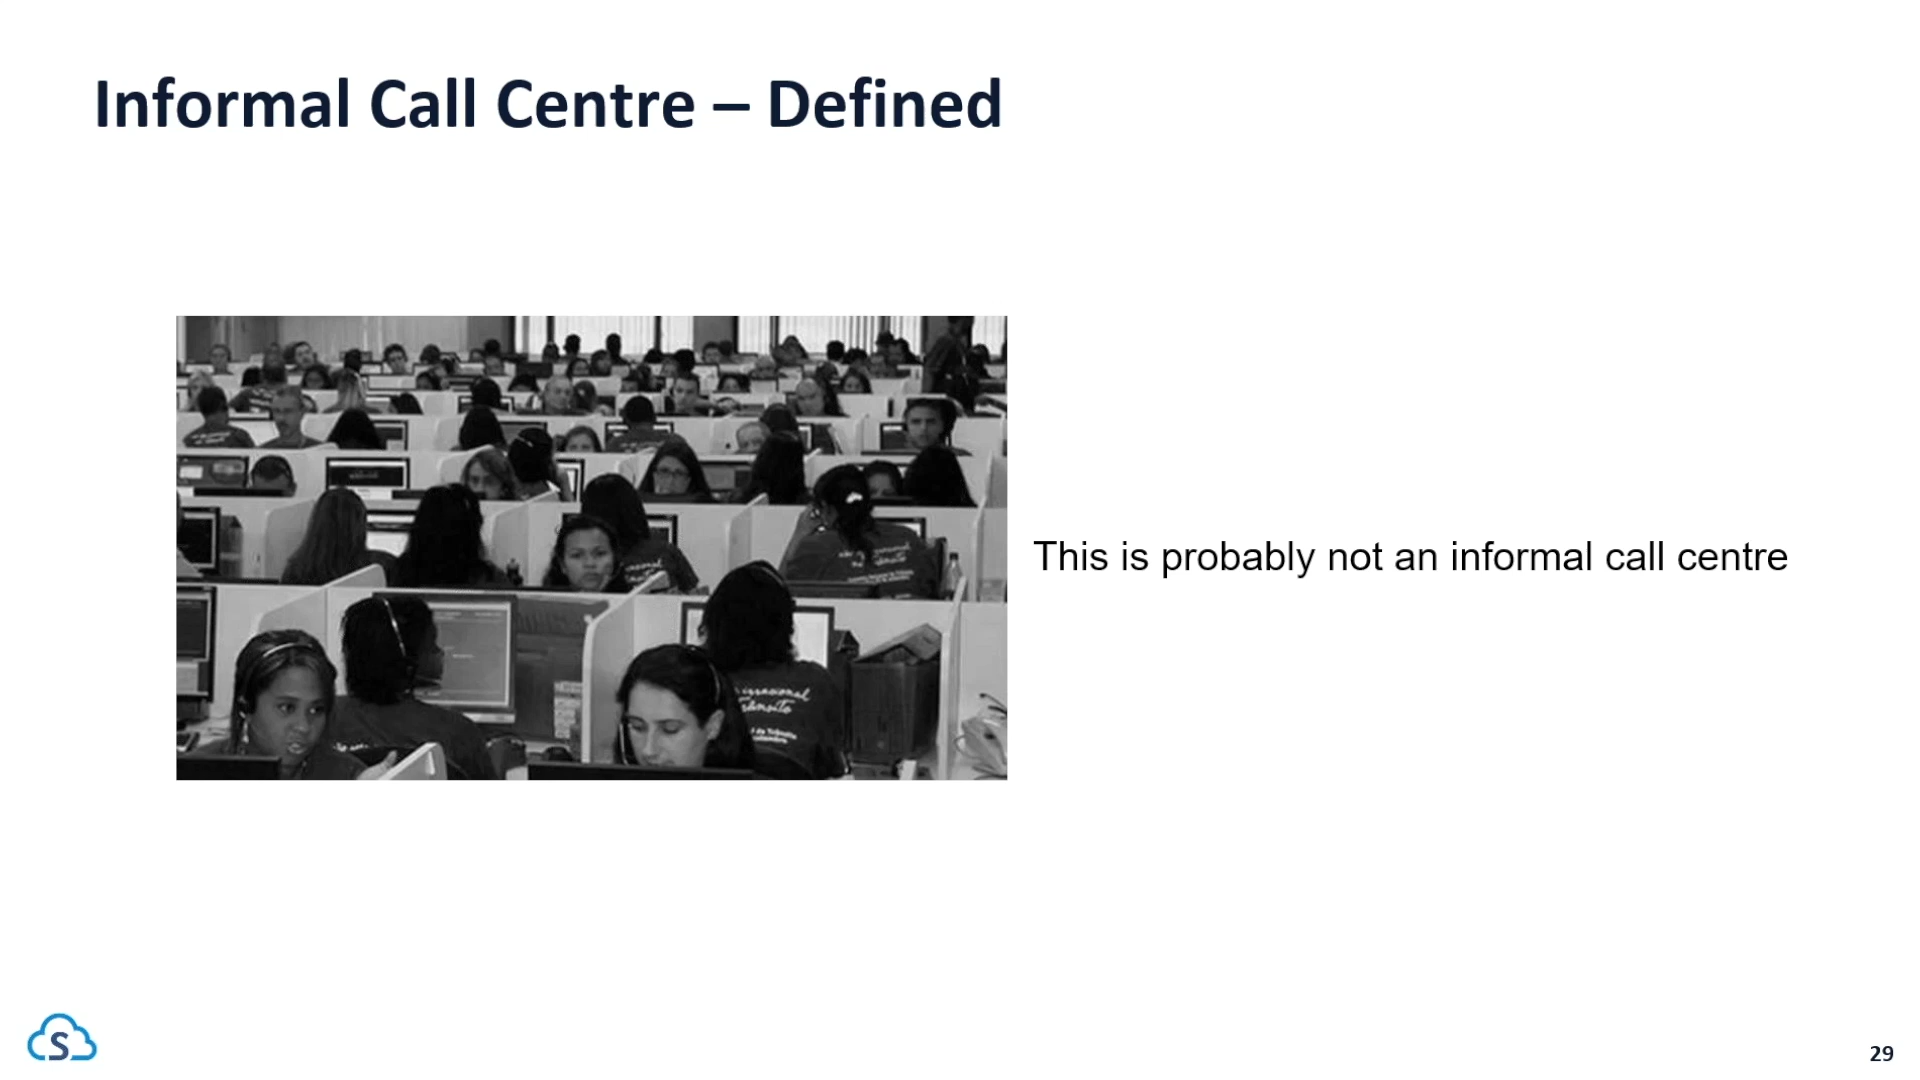 Informal Call Centre – Defined
This is probably not an informal call centre
S
29